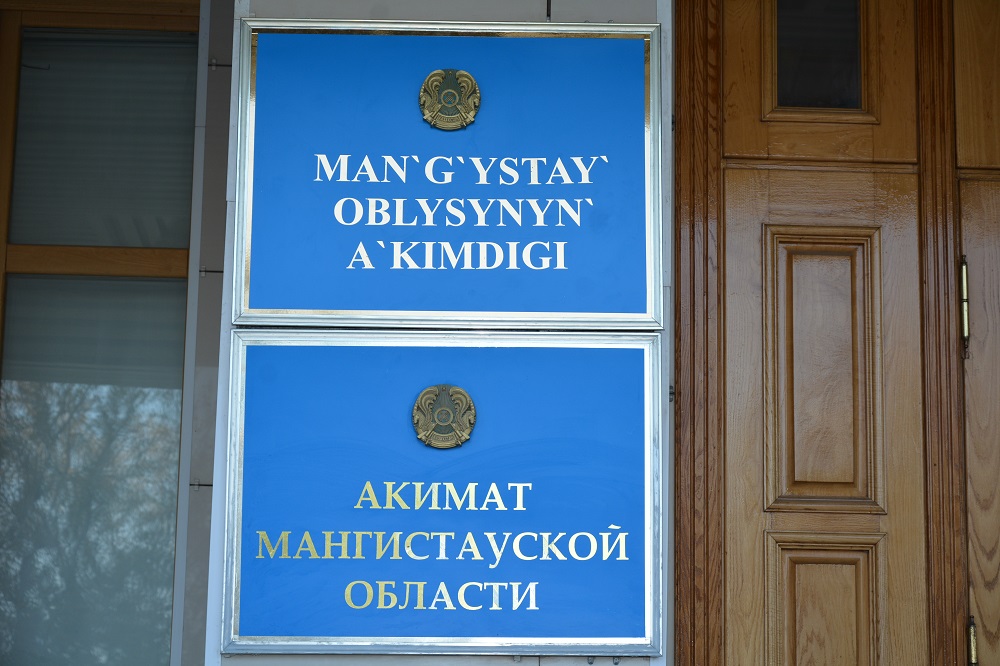 MAN`G`YSTAY`
OBLYSYNYN`
A`KIMDIGI
АКИМАТ
МАНГИСТАУСКОЙ
ОБЛАСТИ